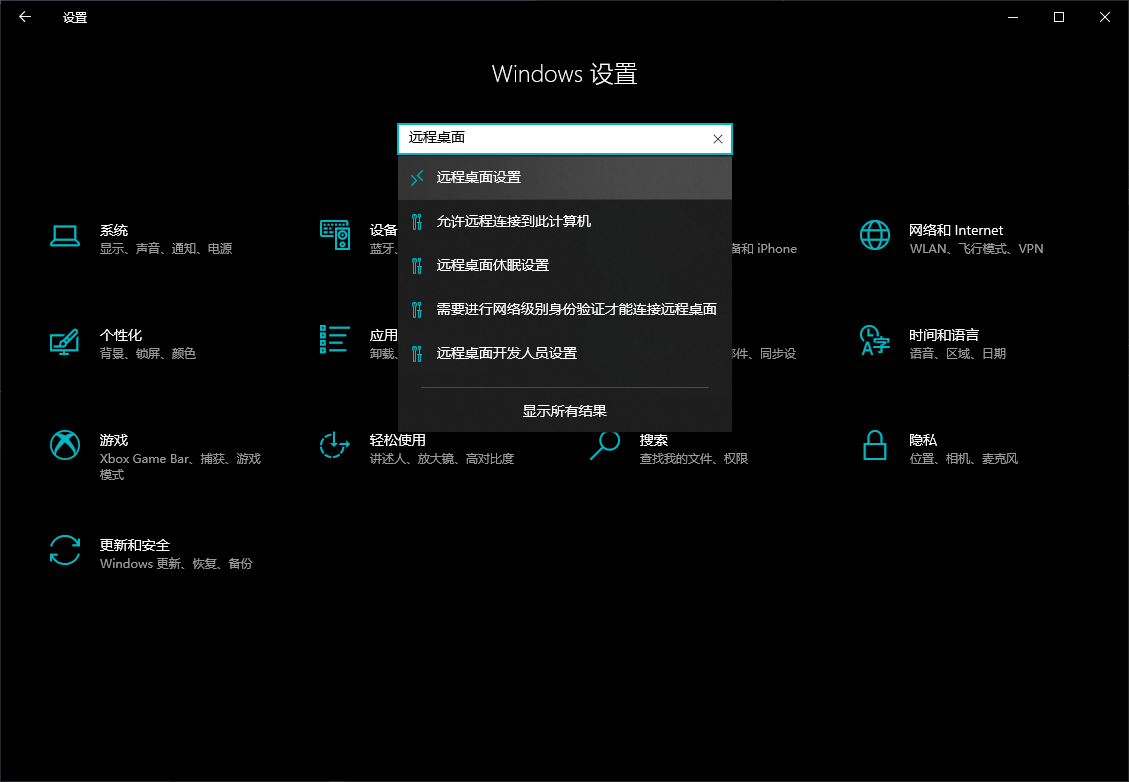 设置
Windows 设置
远程桌面
远程桌面设置
允许远程连接到此计算机
远程桌面休眠设置
需要进行网络级别身份验证才能连接远程桌面
远程桌面开发人员设置
显示所有结果
系统
显示、声音、通知、电源
设备
蓝牙、
备和 iPhone
网络和 Internet
WLAN、飞行模式、VPN
个性化
背景、锁屏、颜色
应用
卸载、
件、同步设
时间和语言
语音、区域、日期
游戏
Xbox Game Bar、捕获、游戏
模式
轻松使用
讲述人、放大镜、高对比度
搜索
查找我的文件、权限
隐私
位置、相机、麦克风
更新和安全
Windows 更新、恢复、备份